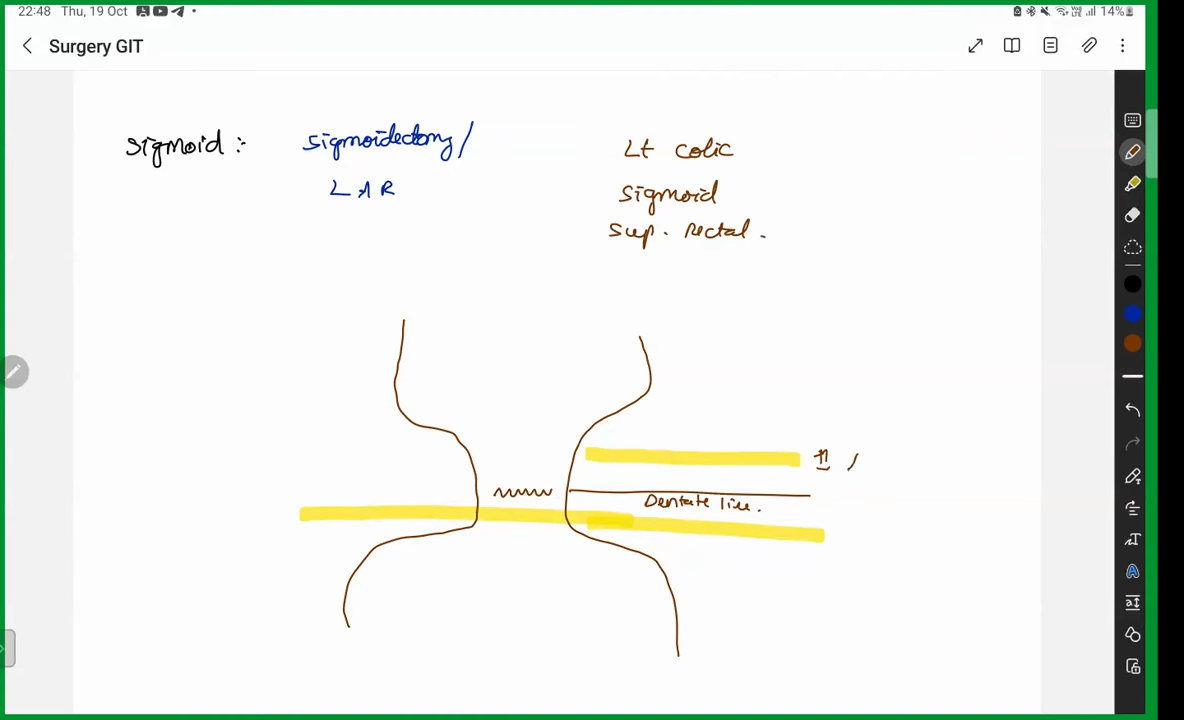 22:48 Thu, 19 Oct
14%
Surgery GIT
Sigmoid :- Sigmoidectomy /
LAR
Lt colic
Sigmoid
Sup. Rectal.
Dentate line.